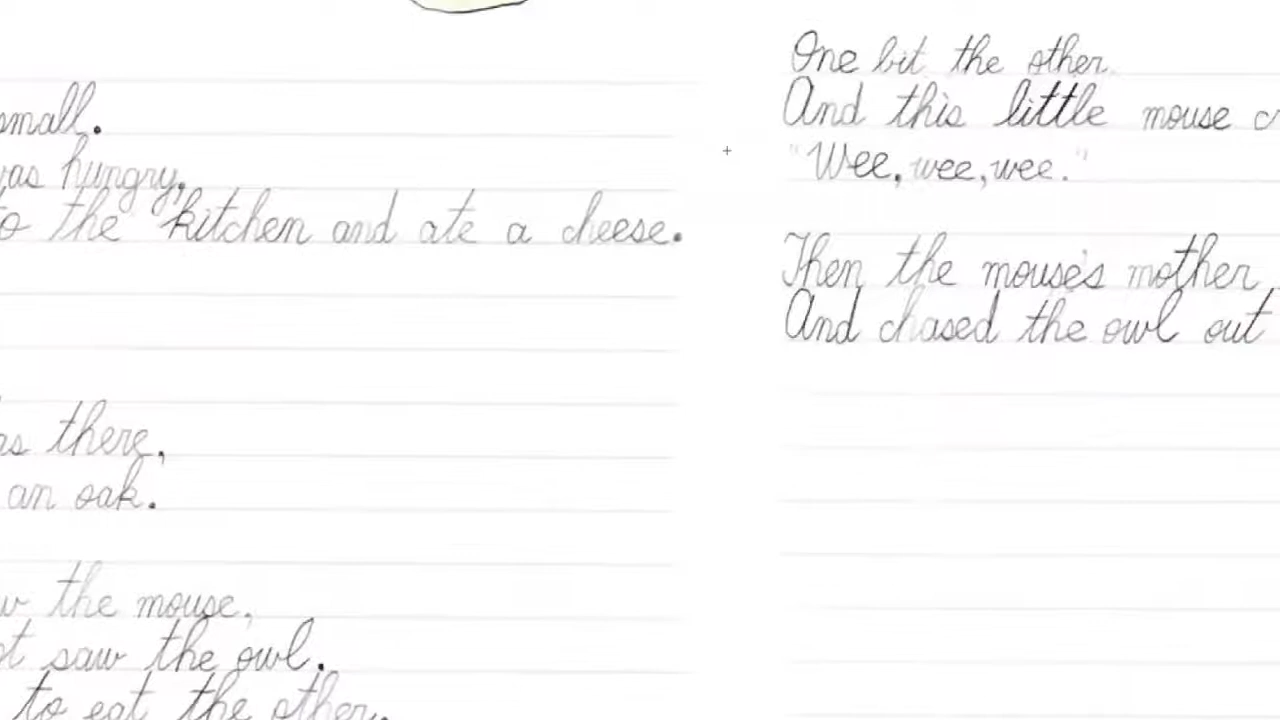 small.
was hungry,
to the kitchen and ate a cheese.
there,
an oak.
the mouse,
saw the owl.
to eat the other.
One bit the other
And this little mouse
"Wee, wee, wee."
Then the mouse's mother
And chased the owl out